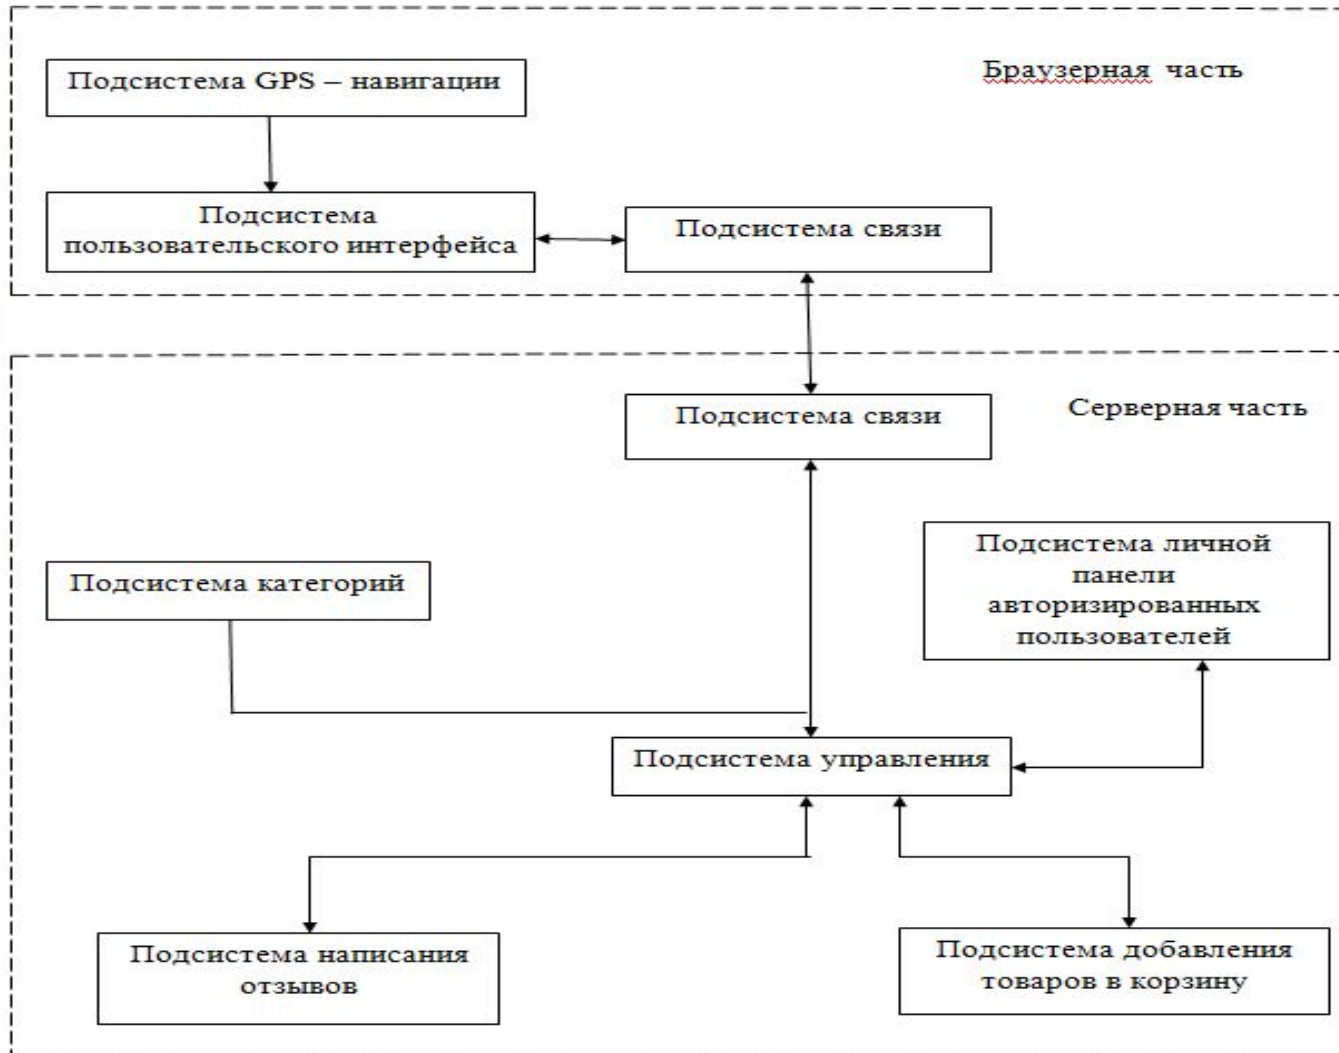 Подсистема GPS – навигации
Браузерная часть
Подсистема
пользовательского интерфейса
Подсистема связи
Подсистема связи
Серверная часть
Подсистема категорий
Подсистема личной
панели
авторизированных
пользователей
Подсистема управления
Подсистема написания
отзывов
Подсистема добавления
товаров в корзину